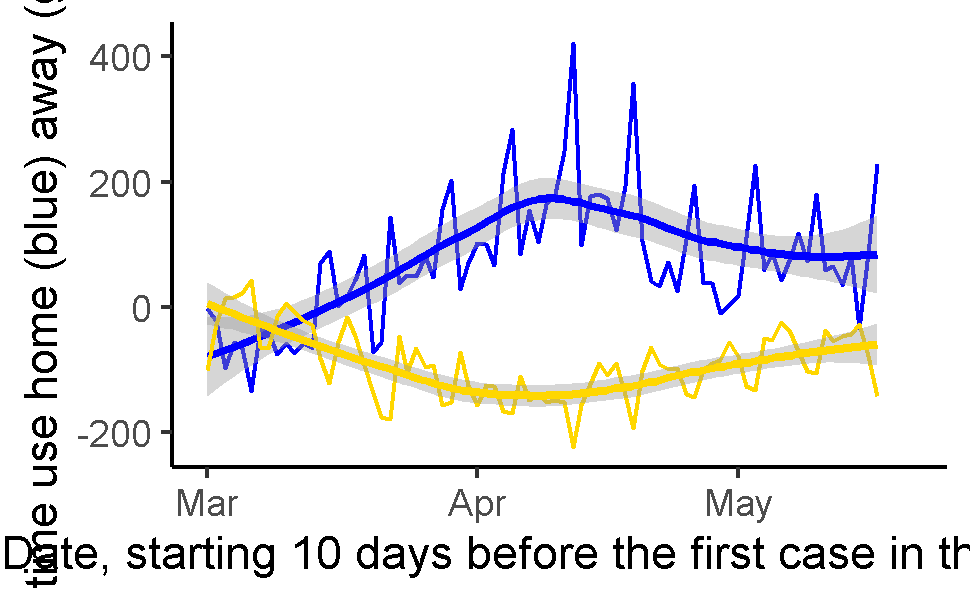 time use home (blue) away (
400
200
0
-200
Mar Apr May
Date, starting 10 days before the first case in th